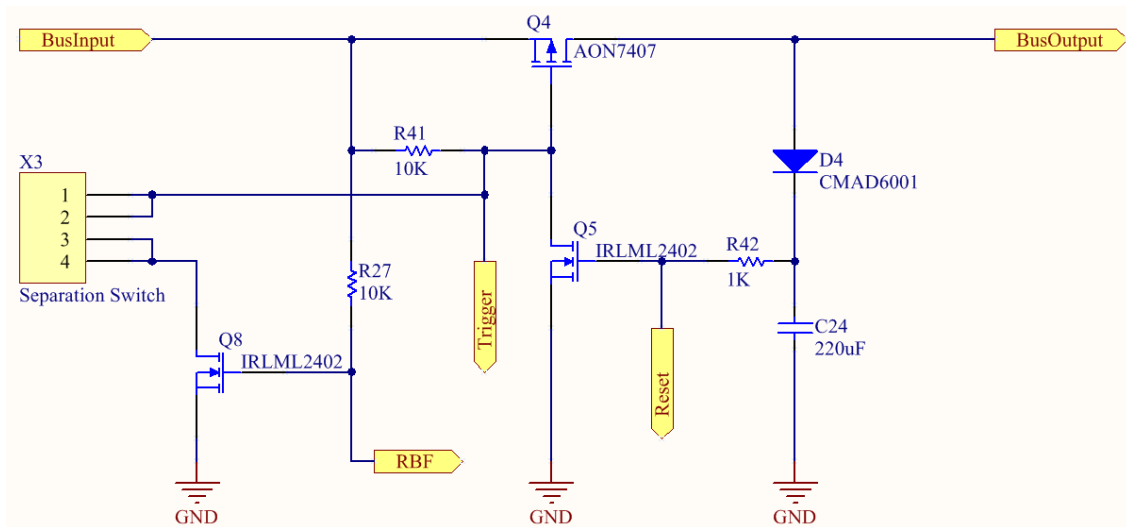 Q4
BusInput
AON7407
BusOutput
R41
10K
X3
1
2
3
4
Separation Switch
D4
CMAD6001
Q5
IRLML2402
R42
1K
R27
10K
Trigger
Reset
C24
220uF
Q8
IRLML2402
RBF
GND
GND
GND